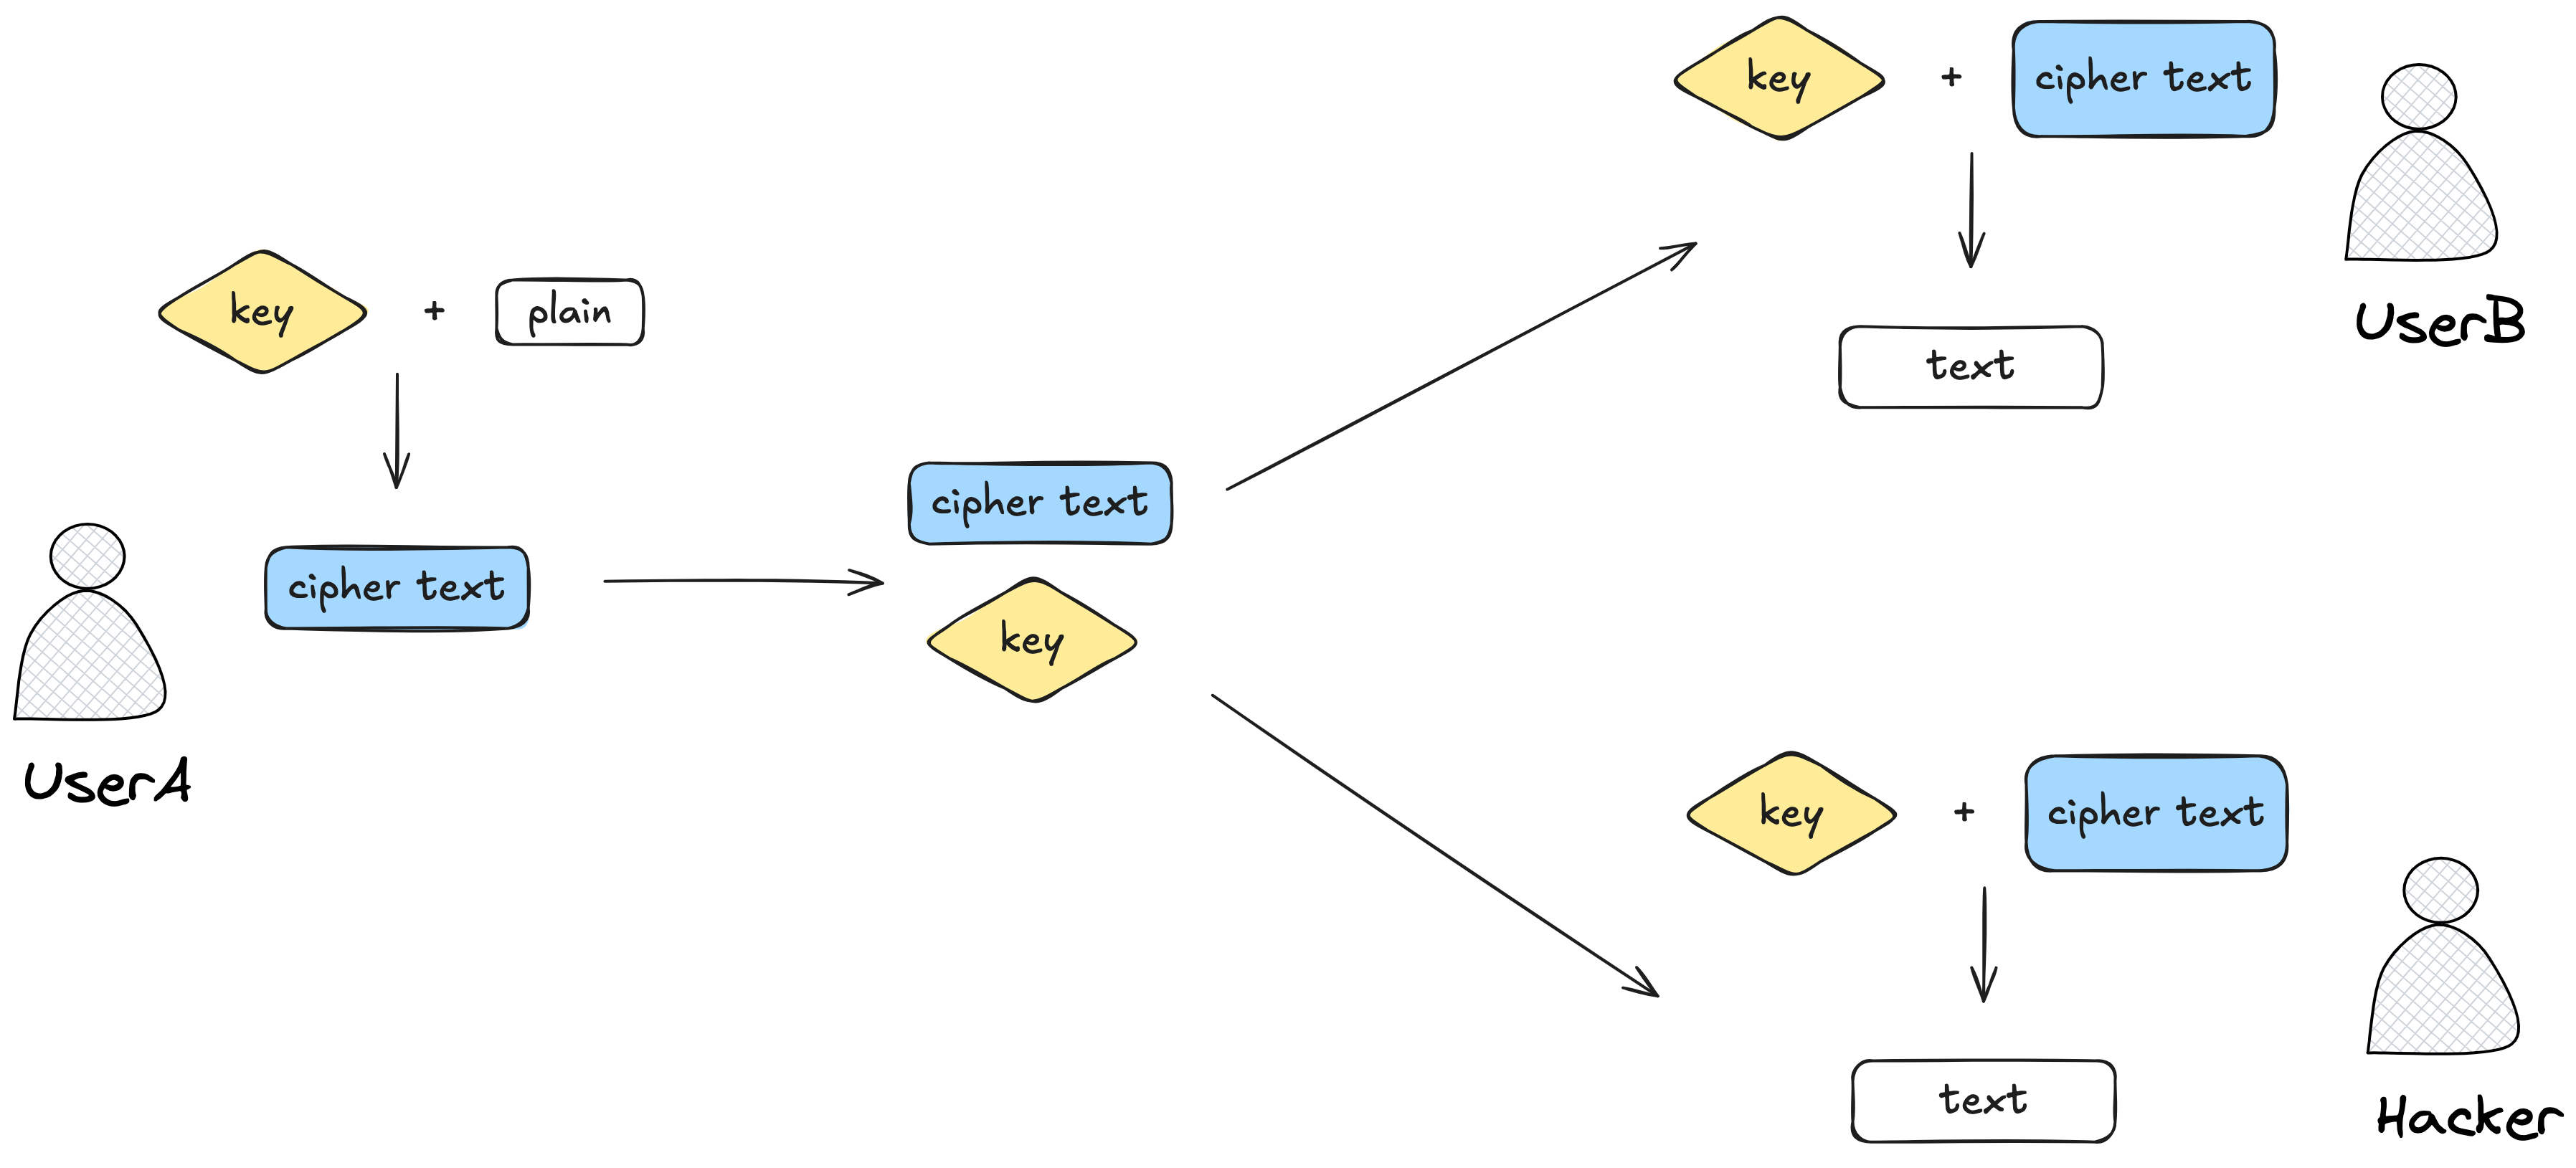 key + cipher text
text
UserB
key + plain
cipher text
UserA
cipher text
key
key + cipher text
text
Hacker